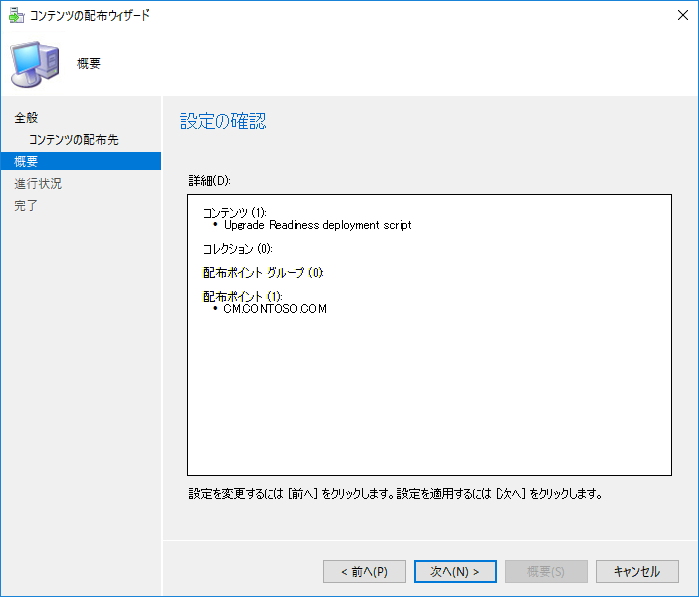 コンテンツの配布ウィザード
概要
全般
コンテンツの配布先
概要
進行状況
完了
設定の確認
詳細(D):
コンテンツ (1):
• Upgrade Readiness deployment script
コレクション (0):
配布ポイント グループ (0):
配布ポイント (1):
• CM.CONTOSO.COM
設定を変更するには [前へ] をクリックします。設定を適用するには [次へ] をクリックします。
< 前へ(P)
次へ(N) >
概要(S)
キャンセル